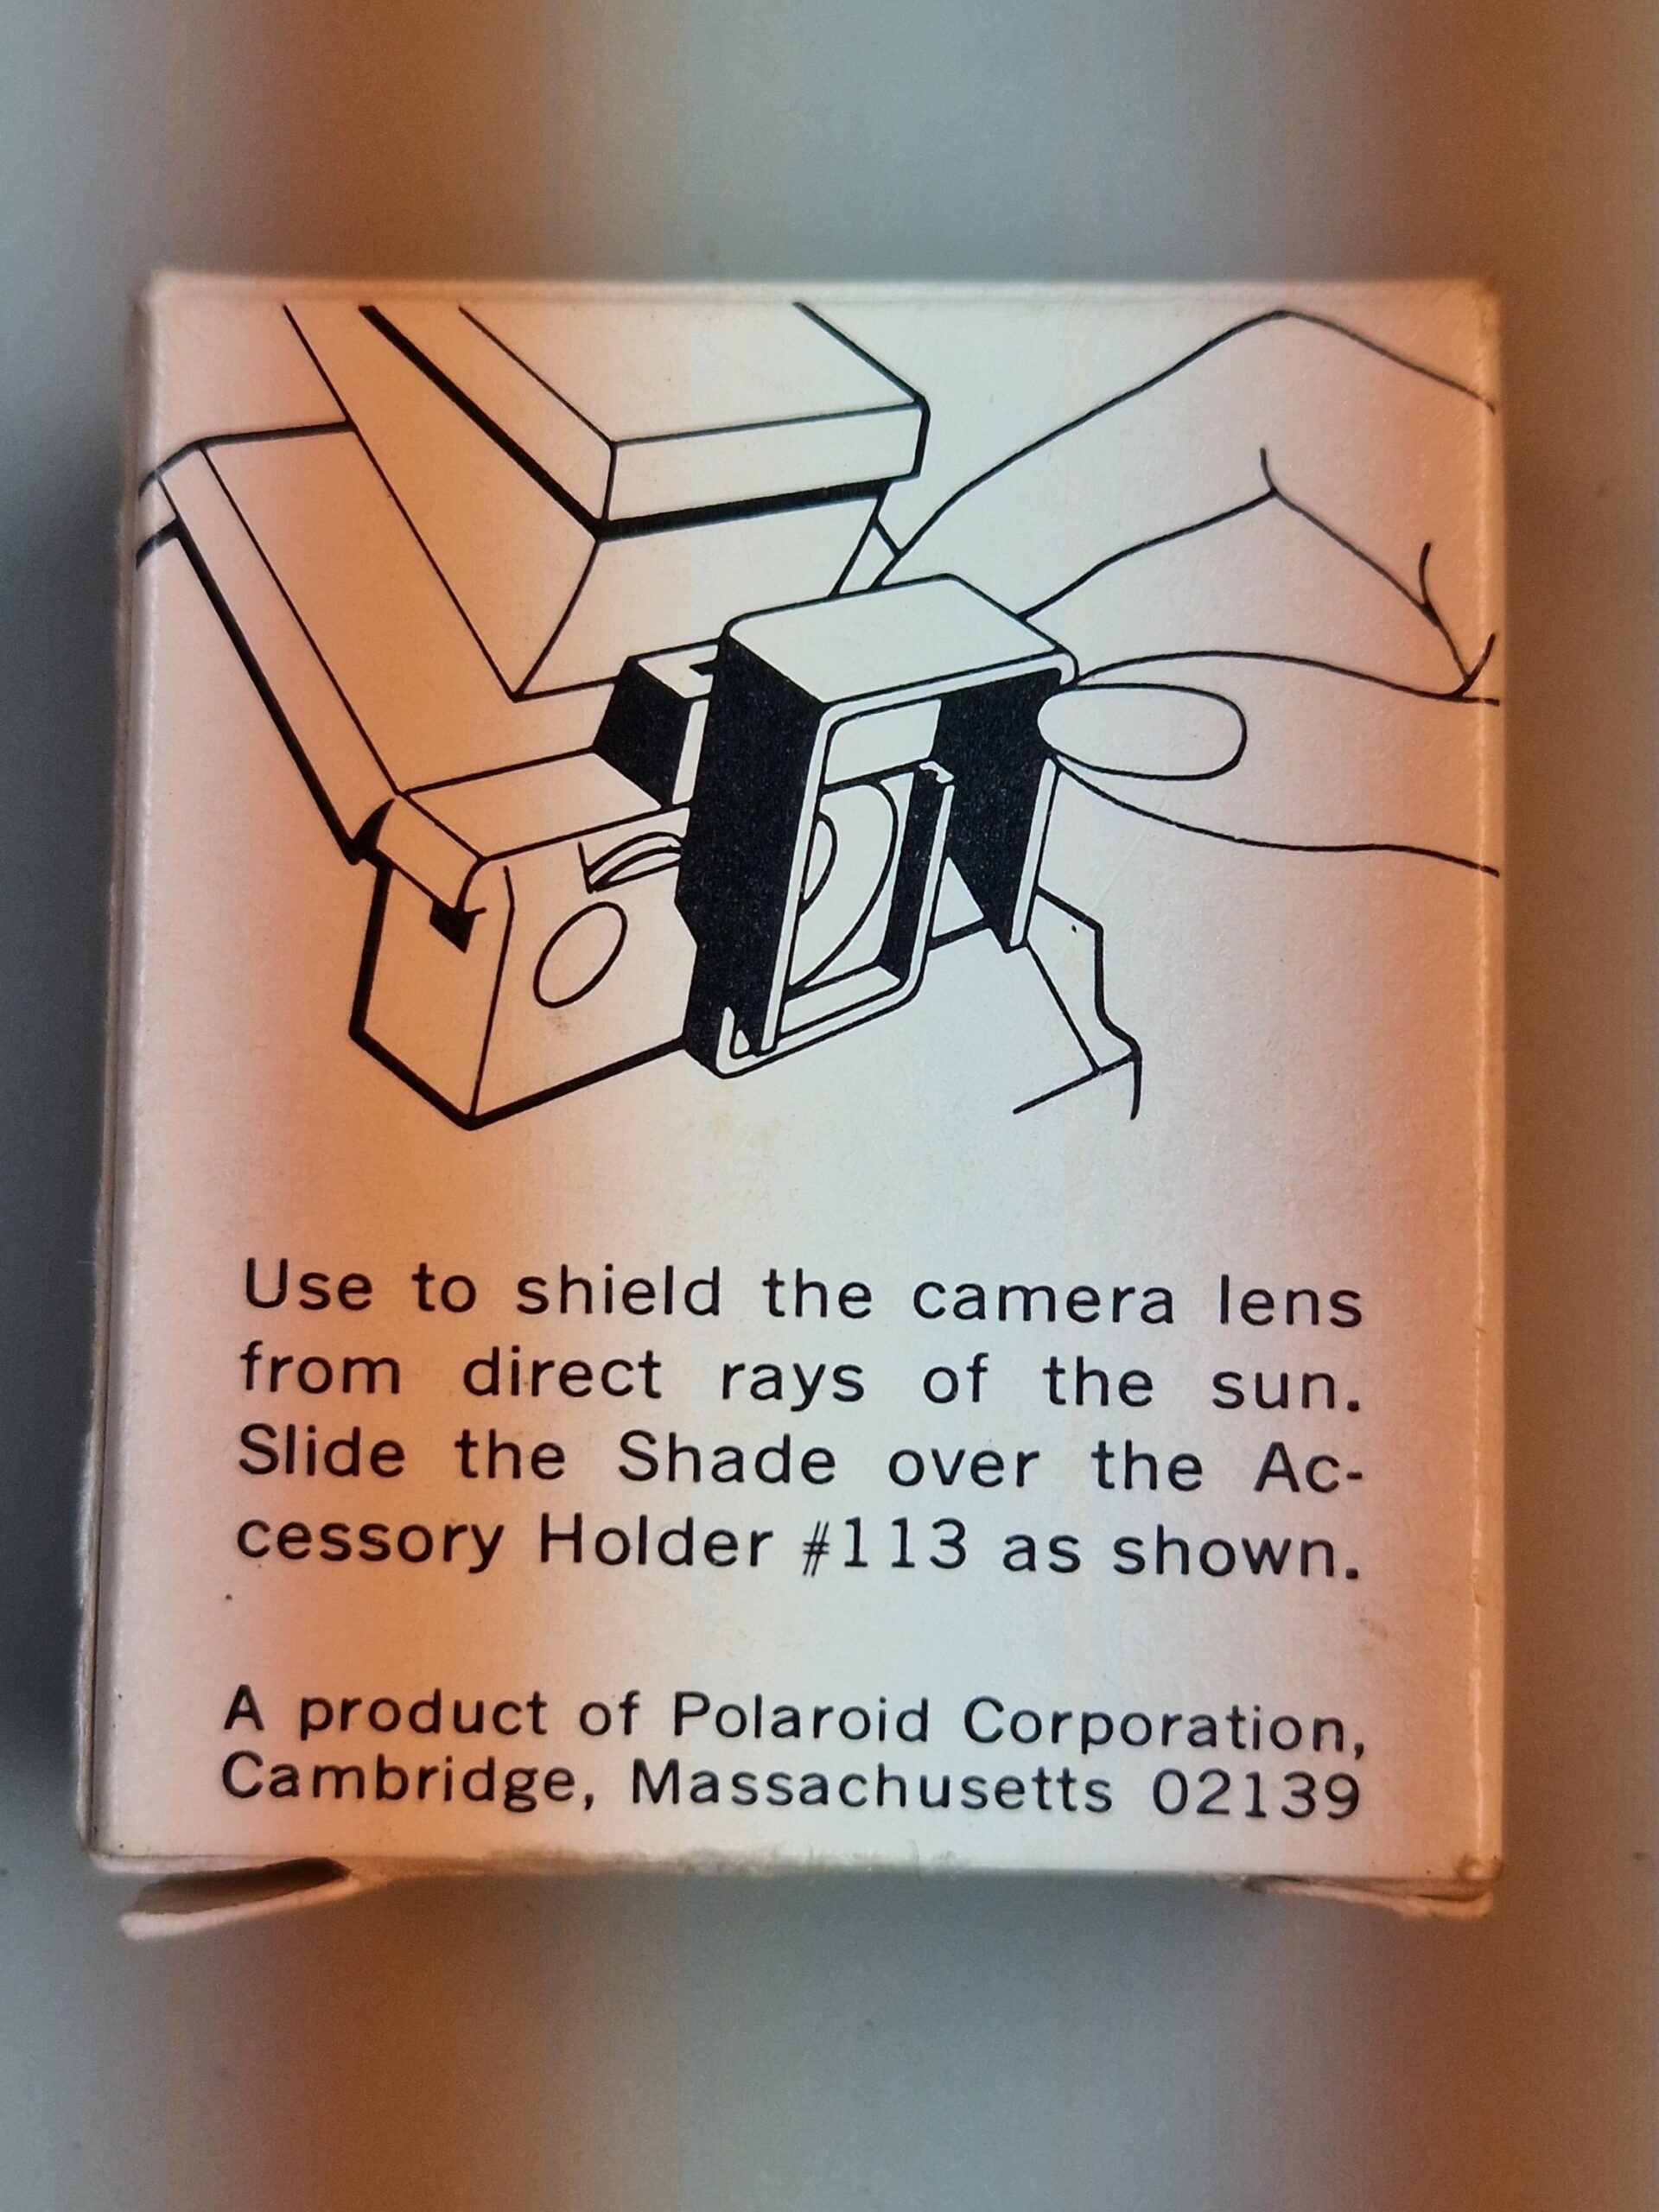 Use to shield the camera lens
from direct rays of the sun.
Slide the Shade over the Ac-
cessory Holder #113 as shown.
A product of Polaroid Corporation,
Cambridge, Massachusetts 02139